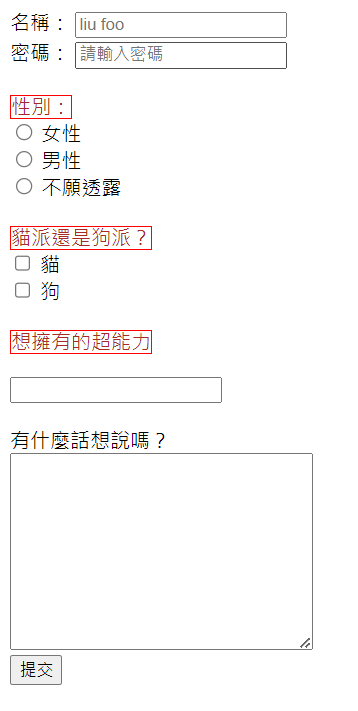 名稱： liu foo
密碼： 請輸入密碼
性別：
女性
男性
不願透露
貓派還是狗派？
貓
狗
想擁有的超能力
有什麼話想說嗎？
提交